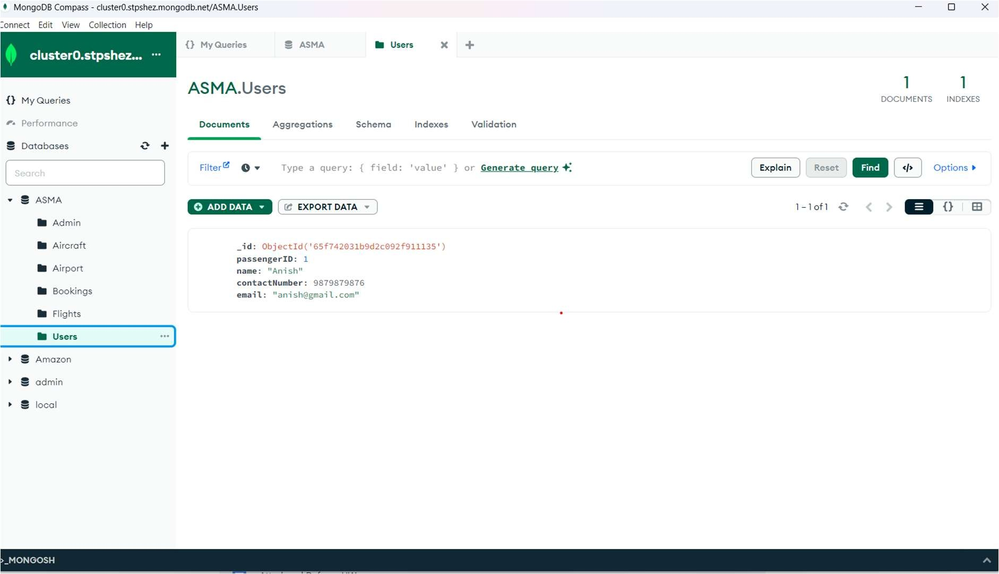 MongoDB Compass - cluster0.stpshez.mongodb.net/ASMA.Users
Connect Edit View Collection Help
cluster0.stpshez... ...
{} My Queries
ASMA
Users
My Queries
Performance
Databases
Search
ASMA
Admin
Aircraft
Airport
Bookings
Flights
Users ...
Amazon
admin
local
ASMA.Users
1 DOCUMENTS
1 INDEXES
Documents Aggregations Schema Indexes Validation
Filter Type a query: { field: 'value' } or Generate query Explain Reset Find </> Options
ADD DATA EXPORT DATA 1 – 1 of 1 {}
_id: ObjectId('65f742031b9d2c092f911135')
passengerID: 1
name: "Anish"
contactNumber: 9879879876
email: "anish@gmail.com"
>_MONGOSH